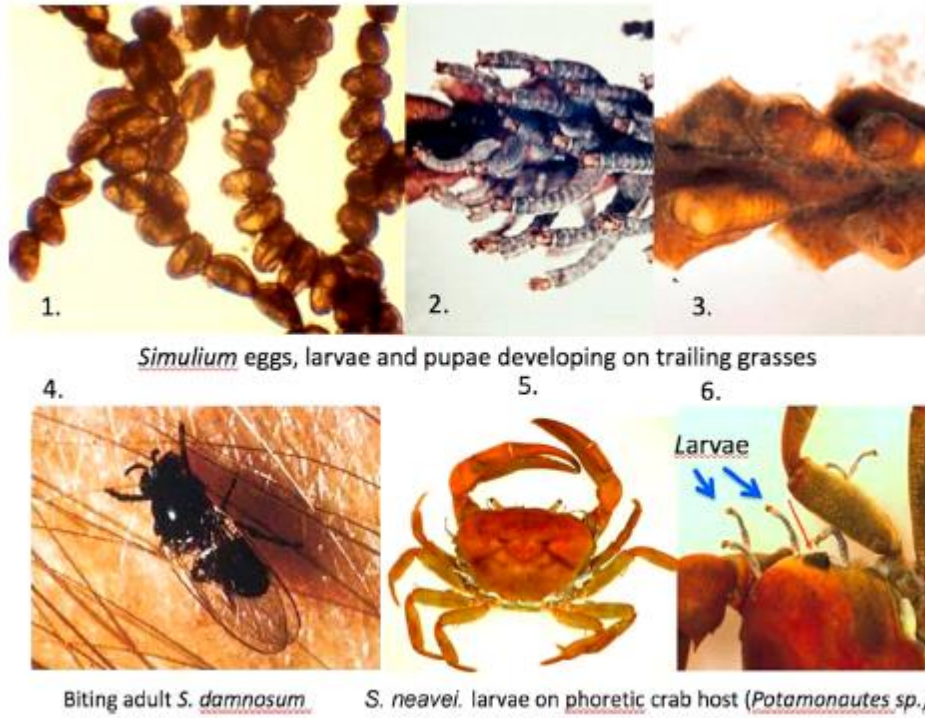 1.
2.
3.
Simulium eggs, larvae and pupae developing on trailing grasses
4.
5.
6.
Larvae
Biting adult S. damnosum
S. neavei. larvae on phoretic crab host (Potamonautes sp.)